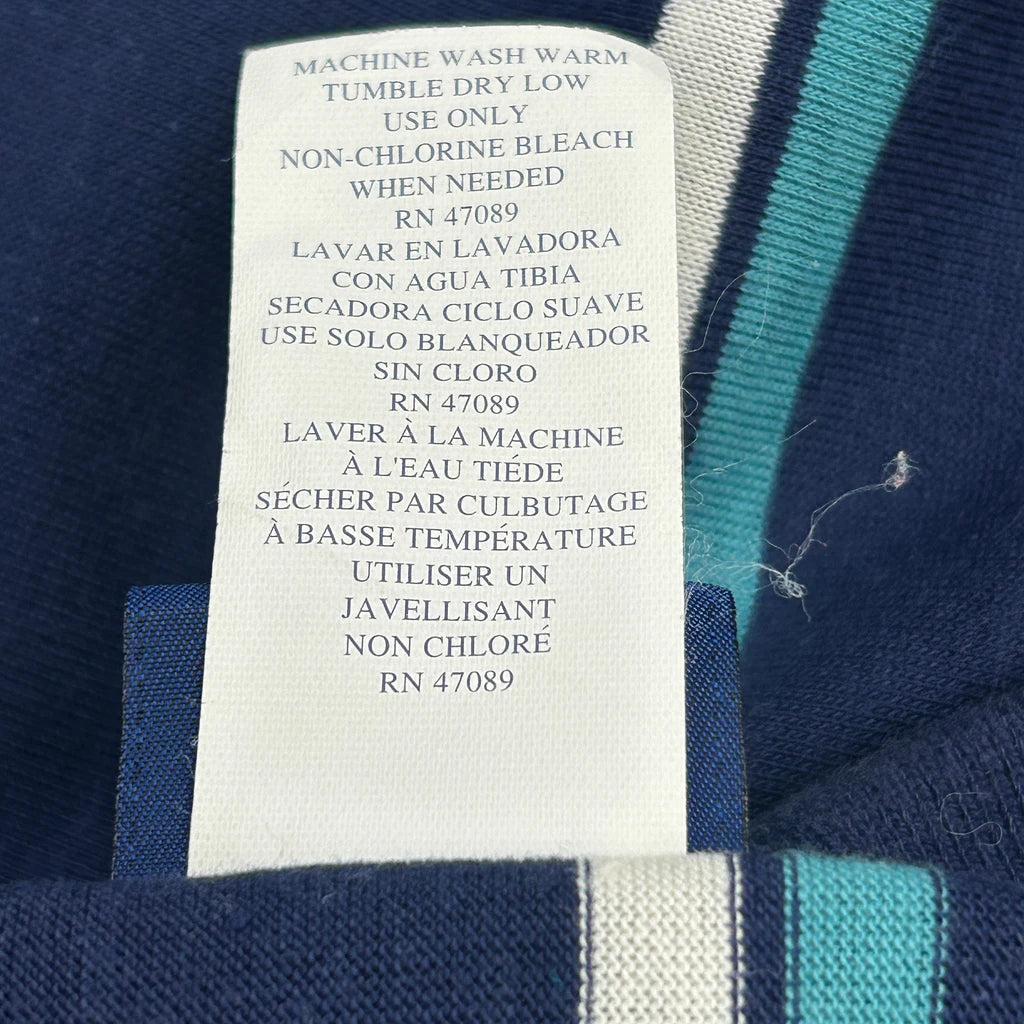 MACHINE WASH WARM
TUMBLE DRY LOW
USE ONLY
NON-CHLORINE BLEACH
WHEN NEEDED
RN 47089
LAVAR EN LAVADORA
CON AGUA TIBIA
SECADORA CICLO SUAVE
USE SOLO BLANQUEADOR
SIN CLORO
RN 47089
LAVER À LA MACHINE
À L'EAU TIÉDE
SÉCHER PAR CULBUTAGE
À BASSE TEMPÉRATURE
UTILISER UN
JAVELLISANT
NON CHLORÉ
RN 47089